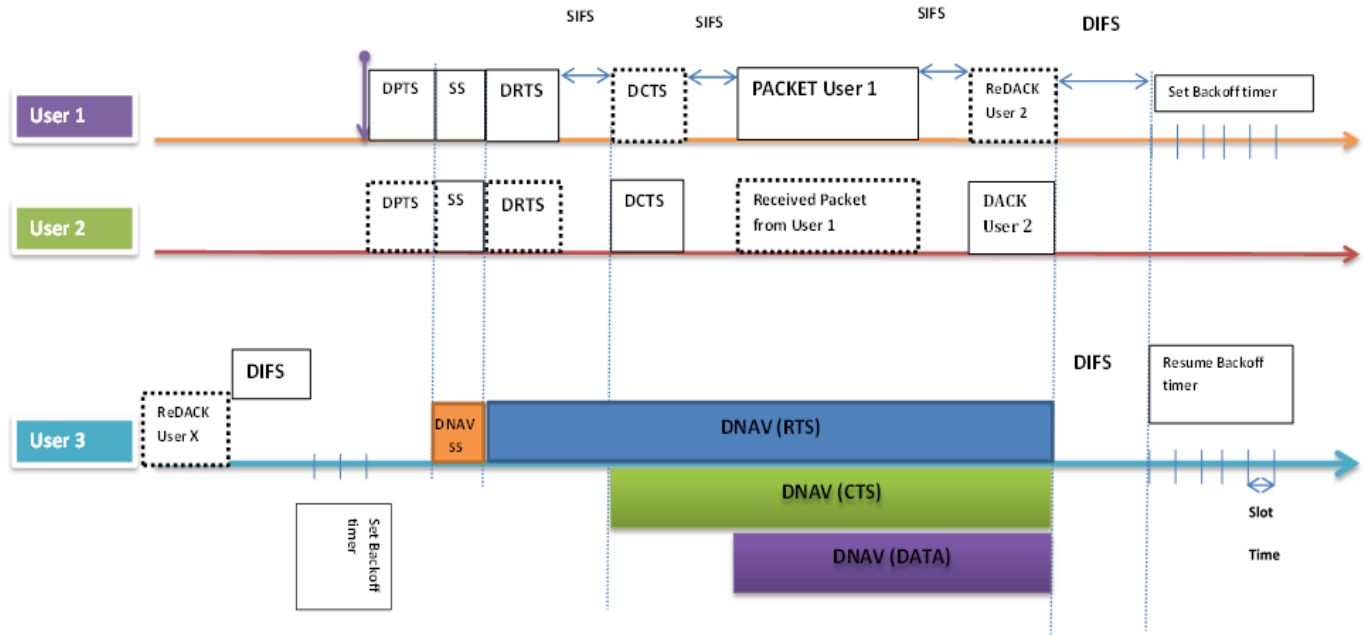 SIFS
SIFS
SIFS
DIFS
User 1
DPTS
SS
DRTS
DCTS
PACKET User 1
ReDACK
User 2
Set Backoff timer
User 2
DPTS
SS
DRTS
DCTS
Received Packet
from User 1
DACK
User 2
User 3
ReDACK
User X
DIFS
Set Backoff
timer
DNAV
SS
DNAV (RTS)
DNAV (CTS)
DNAV (DATA)
DIFS
Resume Backoff
timer
Slot
Time